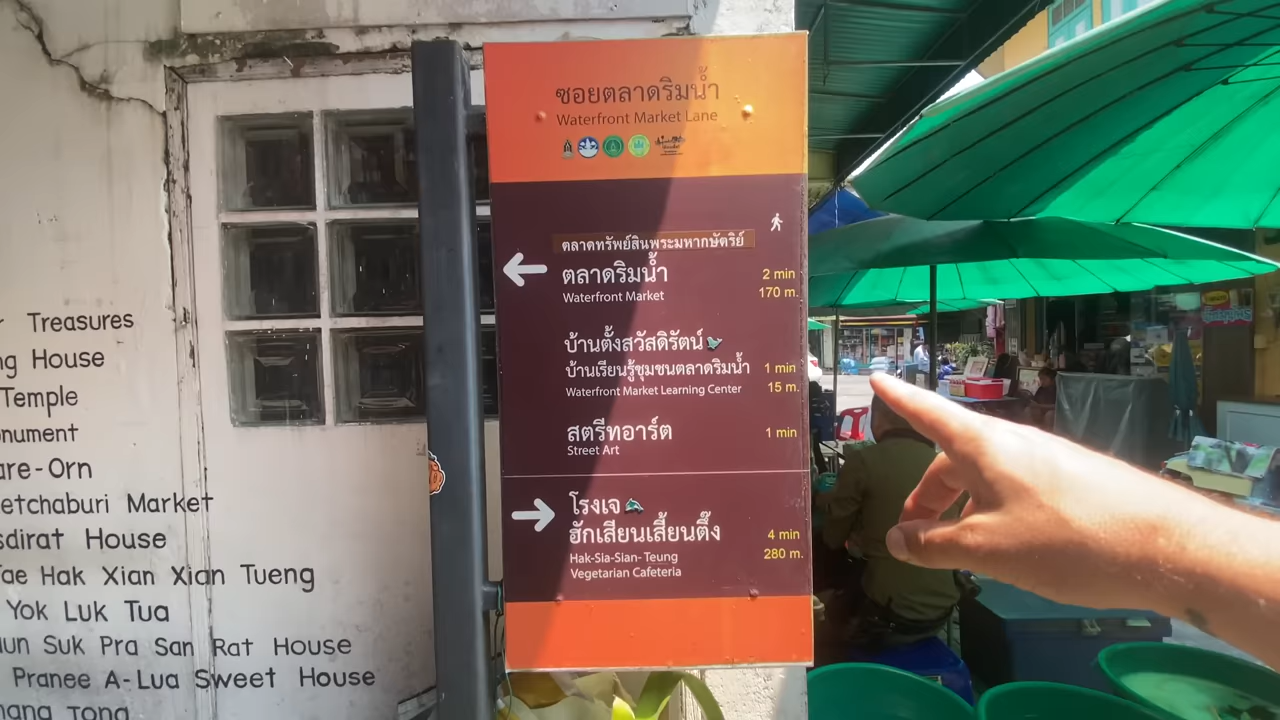 ซอยตลาดริมน้ำ
Waterfront Market Lane
ตลาดทรัพย์สินพระมหากษัตริย์
ตลาดริมน้ำ
2 min
Waterfront Market
170 m.
บ้านตั้งสวัสดิรัตน์
บ้านเรียนรู้ชุมชนตลาดริมน้ำ
1 min
Waterfront Market Learning Center
15 m.
สตรีทอาร์ต
1 min
Street Art
โรงเจ
ฮักเสียนเสี้ยนตึ๊ง
4 min
Hak-Sia-Sian-Teung
280 m.
Vegetarian Cafeteria
Treasures
House
Temple
Market
House
Hak Xian Xian Tueng
Yok Luk Tua
Suk Pra San Rat House
Pranee A-Lua Sweet House